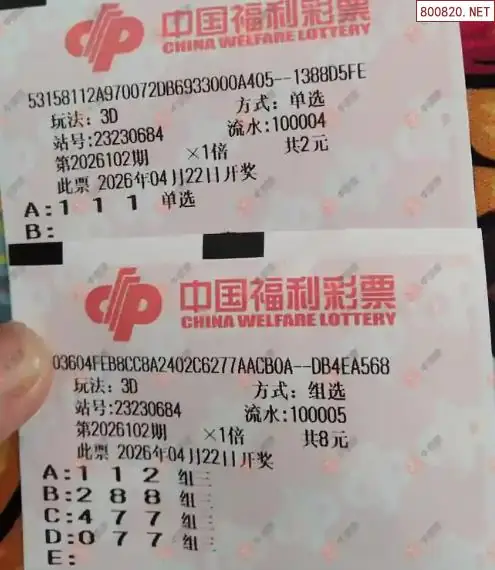 800820.NET
中国福利彩票
CHINA WELFARE LOTTERY
53158112A970072DB6933000A405--1388D5FE
玩法：3D 方式：单选
站号:23230684 流水:100004
第2026102期 ×1倍 共2元
此票 2026年04月22日开奖
A:1 1 1 单选
B:
中国福利彩票
CHINA WELFARE LOTTERY
03604FEB8CC8A2402C6277AACB0A--DB4EA568
玩法：3D 方式：组选
站号:23230684 流水:100005
第2026102期 ×1倍 共8元
此票 2026年04月22日开奖
A:1 1 2 组三
B:2 8 8 组三
C:4 7 7 组三
D:0 7 7 组三
E: